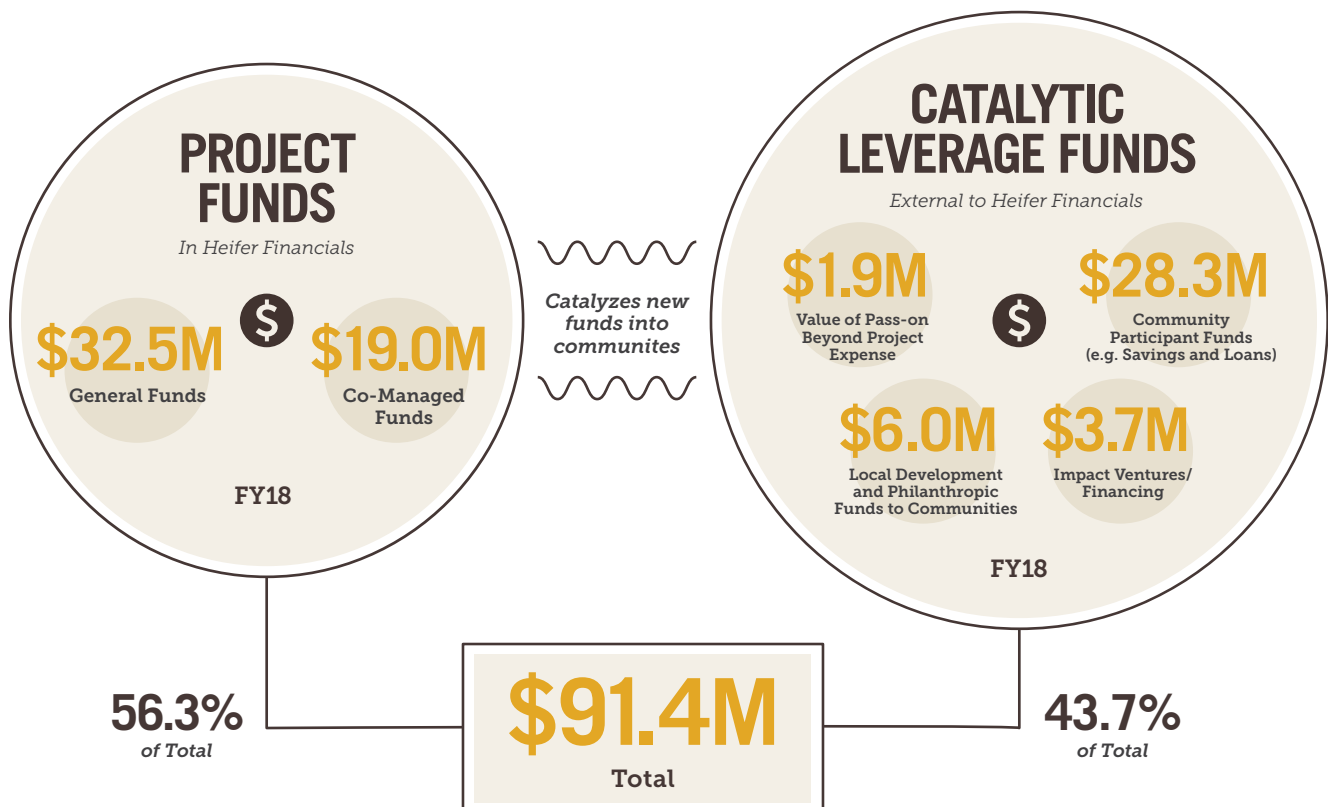 PROJECT
FUNDS
In Heifer Financials
$
$32.5M
General Funds
$19.0M
Co-Managed
Funds
FY18
Catalyzes new
funds into
communites
CATALYTIC
LEVERAGE FUNDS
External to Heifer Financials
$1.9M
Value of Pass-on
Beyond Project
Expense
$
$28.3M
Community
Participant Funds
(e.g. Savings and Loans)
$6.0M
Local Development
and Philanthropic
Funds to Communities
$3.7M
Impact Ventures/
Financing
FY18
56.3%
of Total
$91.4M
Total
43.7%
of Total